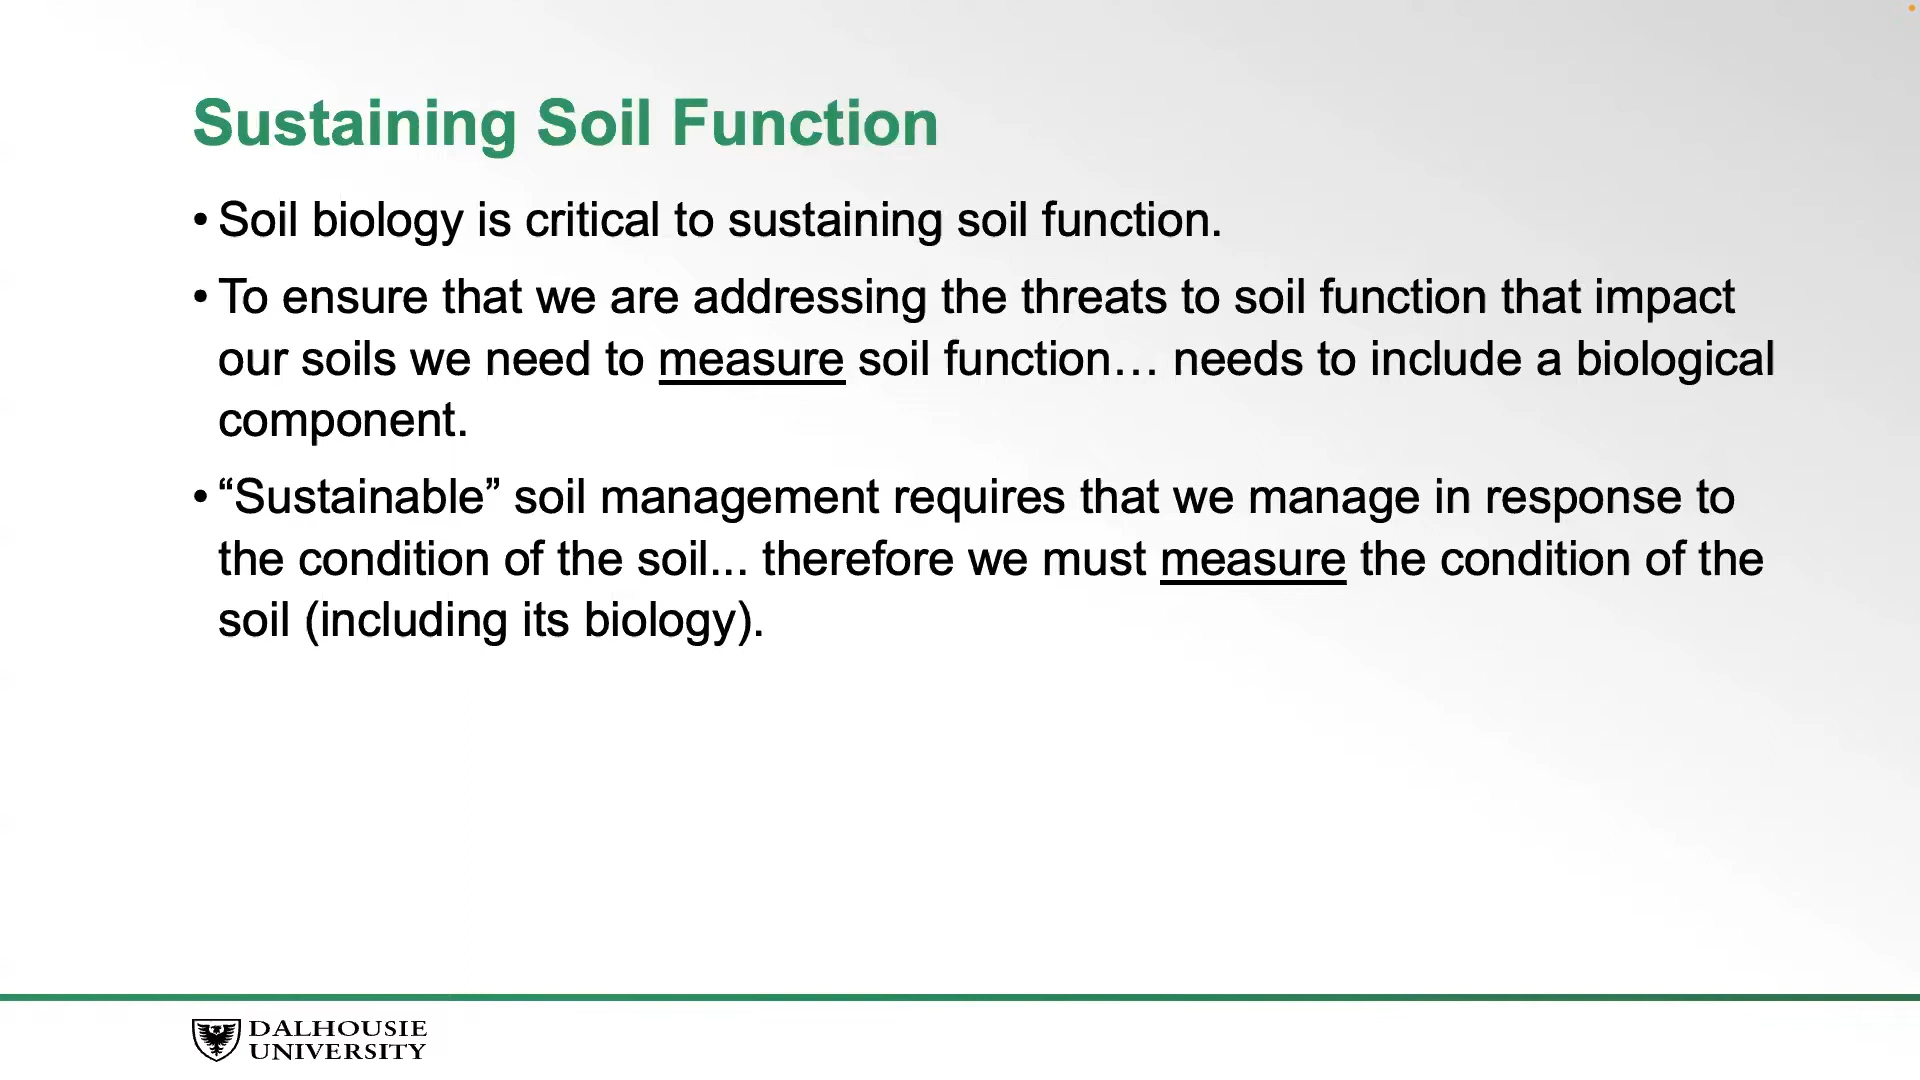 Sustaining Soil Function
• Soil biology is critical to sustaining soil function.
• To ensure that we are addressing the threats to soil function that impact
our soils we need to measure soil function… needs to include a biological
component.
• “Sustainable” soil management requires that we manage in response to
the condition of the soil... therefore we must measure the condition of the
soil (including its biology).
DALHOUSIE
UNIVERSITY